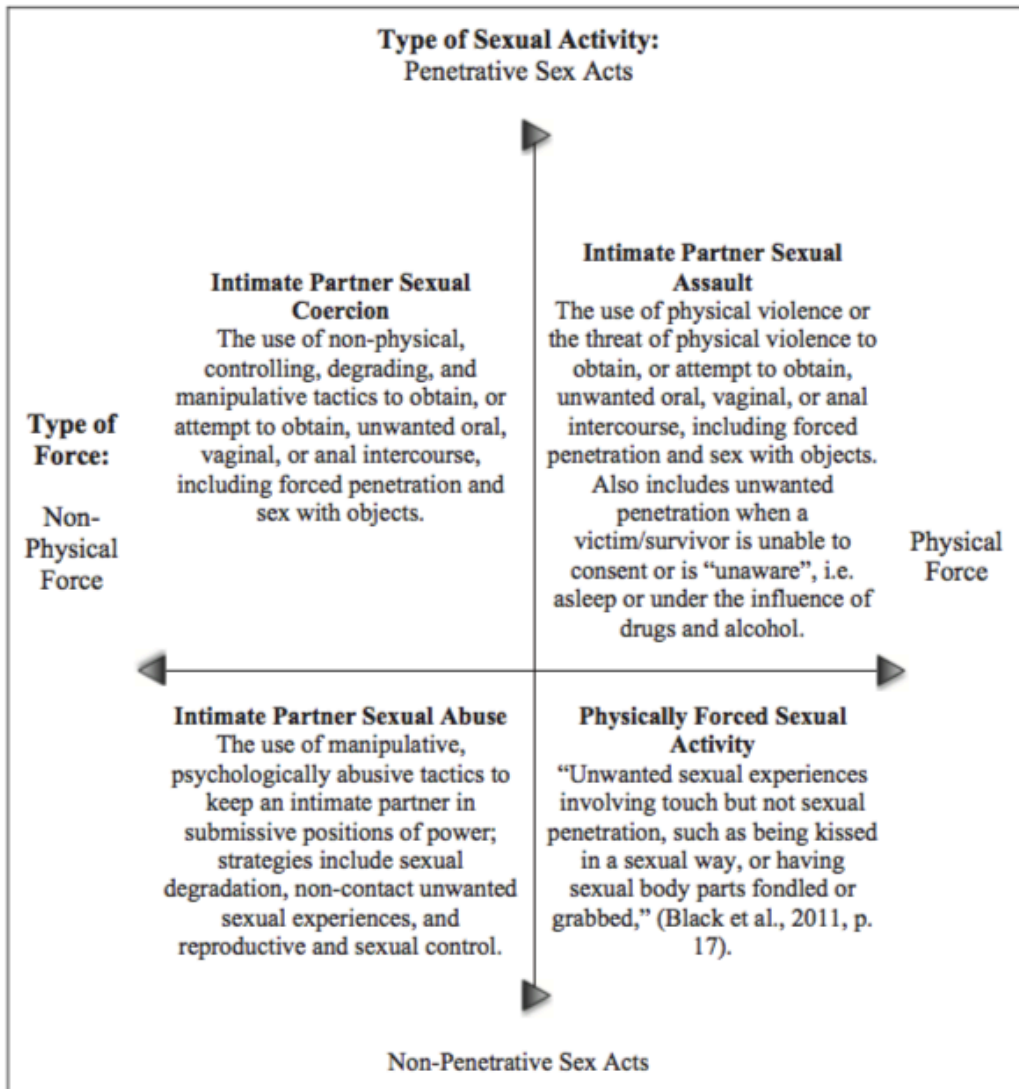 Type of Sexual Activity:
Penetrative Sex Acts
Intimate Partner Sexual
Coercion
The use of non-physical,
controlling, degrading, and
manipulative tactics to obtain, or
attempt to obtain, unwanted oral,
vaginal, or anal intercourse,
including forced penetration and
sex with objects.
Intimate Partner Sexual
Assault
The use of physical violence or
the threat of physical violence to
obtain, or attempt to obtain,
unwanted oral, vaginal, or anal
intercourse, including forced
penetration and sex with objects.
Also includes unwanted
penetration when a
victim/survivor is unable to
consent or is “unaware”, i.e.
asleep or under the influence of
drugs and alcohol.
Type of
Force:
Non-
Physical
Force
Physical
Force
Intimate Partner Sexual Abuse
The use of manipulative,
psychologically abusive tactics to
keep an intimate partner in
submissive positions of power;
strategies include sexual
degradation, non-contact unwanted
sexual experiences, and
reproductive and sexual control.
Physically Forced Sexual
Activity
“Unwanted sexual experiences
involving touch but not sexual
penetration, such as being kissed
in a sexual way, or having
sexual body parts fondled or
grabbed,” (Black et al., 2011, p.
17).
Non-Penetrative Sex Acts